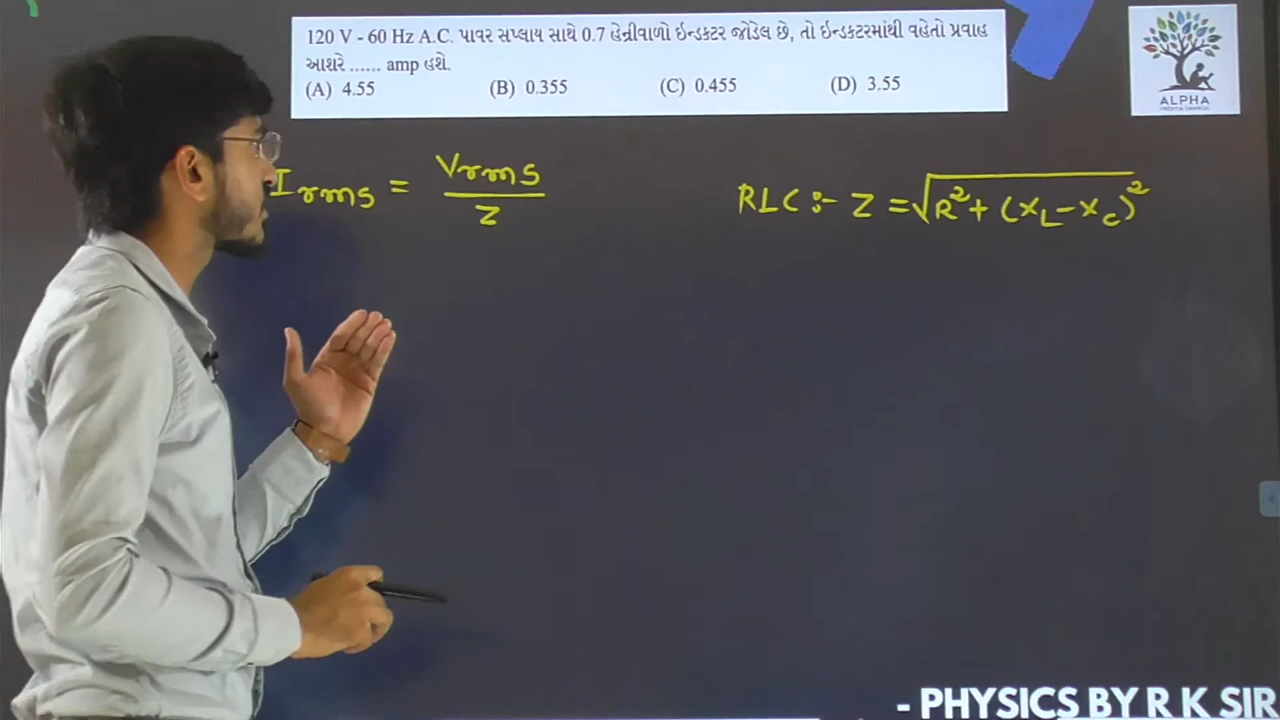 120 V - 60 Hz A.C. પાવર સપ્લાય સાથે 0.7 હેન્રીવાળો ઇન્ડક્ટર જોડેલ છે, તો ઇન્ડક્ટરમાંથી વહેતો પ્રવાહ
આશરે ...... amp હશે.
(A) 4.55 (B) 0.355 (C) 0.455 (D) 3.55
ALPHA
Irms = Vrms / Z
RLC :- Z = √R² + (XL - XC)²
- PHYSICS BY R K SIR